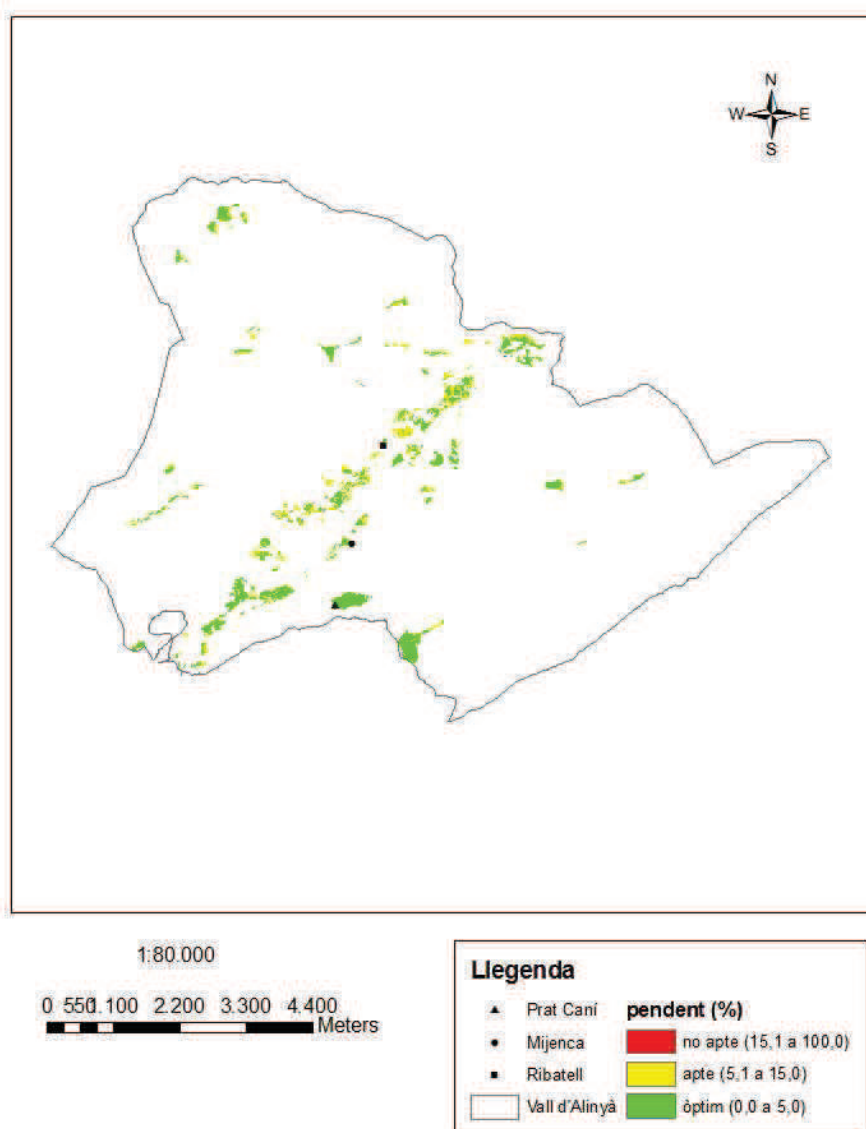 N
W E
S
1:80.000
0 550 1.100 2.200 3.300 4.400
Meters
Llegenda
Prat Caní
Mijenca
Ribatell
Vall d'Alinyà
pendent (%)
no apte (15,1 a 100,0)
apte (5,1 a 15,0)
òptim (0,0 a 5,0)